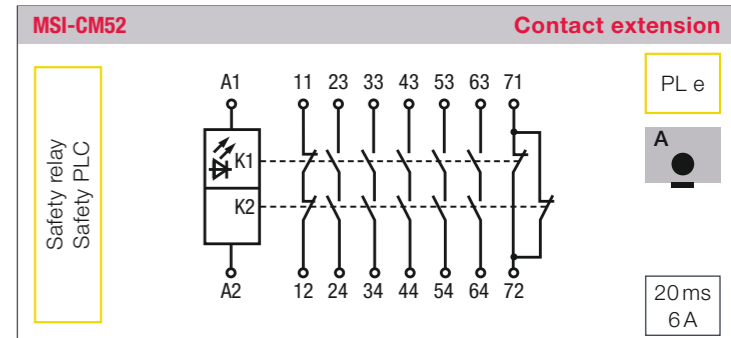 MSI-CM52 Contact extension
Safety relay
Safety PLC
A1 11 23 33 43 53 63 71
K1
K2
A2 12 24 34 44 54 64 72
PL e
A
20 ms
6 A